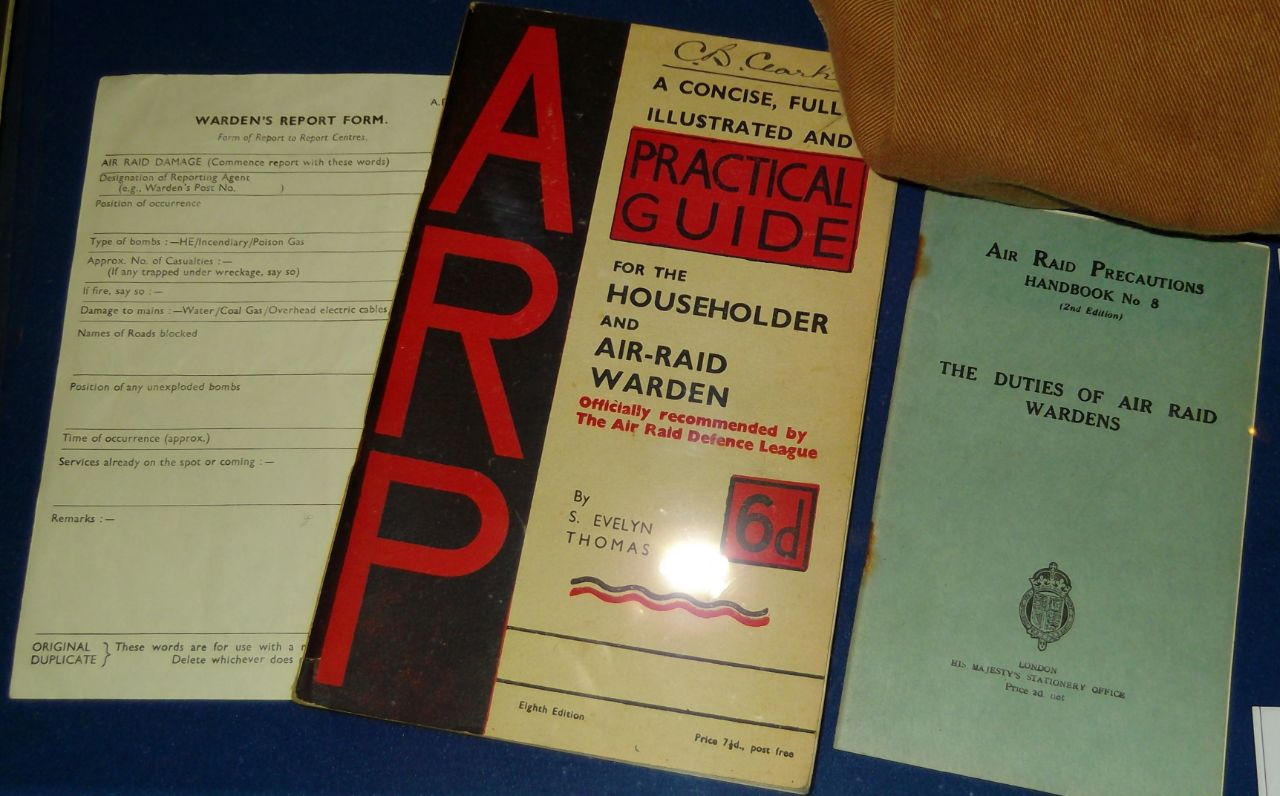 WARDEN'S REPORT FORM.
Form of Report to Report Centres.
AIR RAID DAMAGE (Commence report with these words)
Designation of Reporting Agent
(e.g., Warden's Post No. )
Position of occurrence
Type of bombs :—HE/Incendiary/Poison Gas
Approx. No. of Casualties :—
(If any trapped under wreckage, say so)
If fire, say so :—
Damage to mains :—Water/Coal Gas/Overhead electric cables
Names of Roads blocked
Position of any unexploded bombs
Time of occurrence (approx.)
Services already on the spot or coming :—
Remarks :—
ORIGINAL } These words are for use with a
DUPLICATE Delete whichever does
ARP
C.B. Clark
A CONCISE, FULL
ILLUSTRATED AND
PRACTICAL
GUIDE
FOR THE
HOUSEHOLDER
AND
AIR-RAID
WARDEN
Officially recommended by
The Air Raid Defence League
6d
By
S. EVELYN
THOMAS
Eighth Edition
Price 7½d., post free
AIR RAID PRECAUTIONS
HANDBOOK No 8
(2nd Edition)
THE DUTIES OF AIR RAID
WARDENS
LONDON
HIS MAJESTY'S STATIONERY OFFICE
Price 2d. net